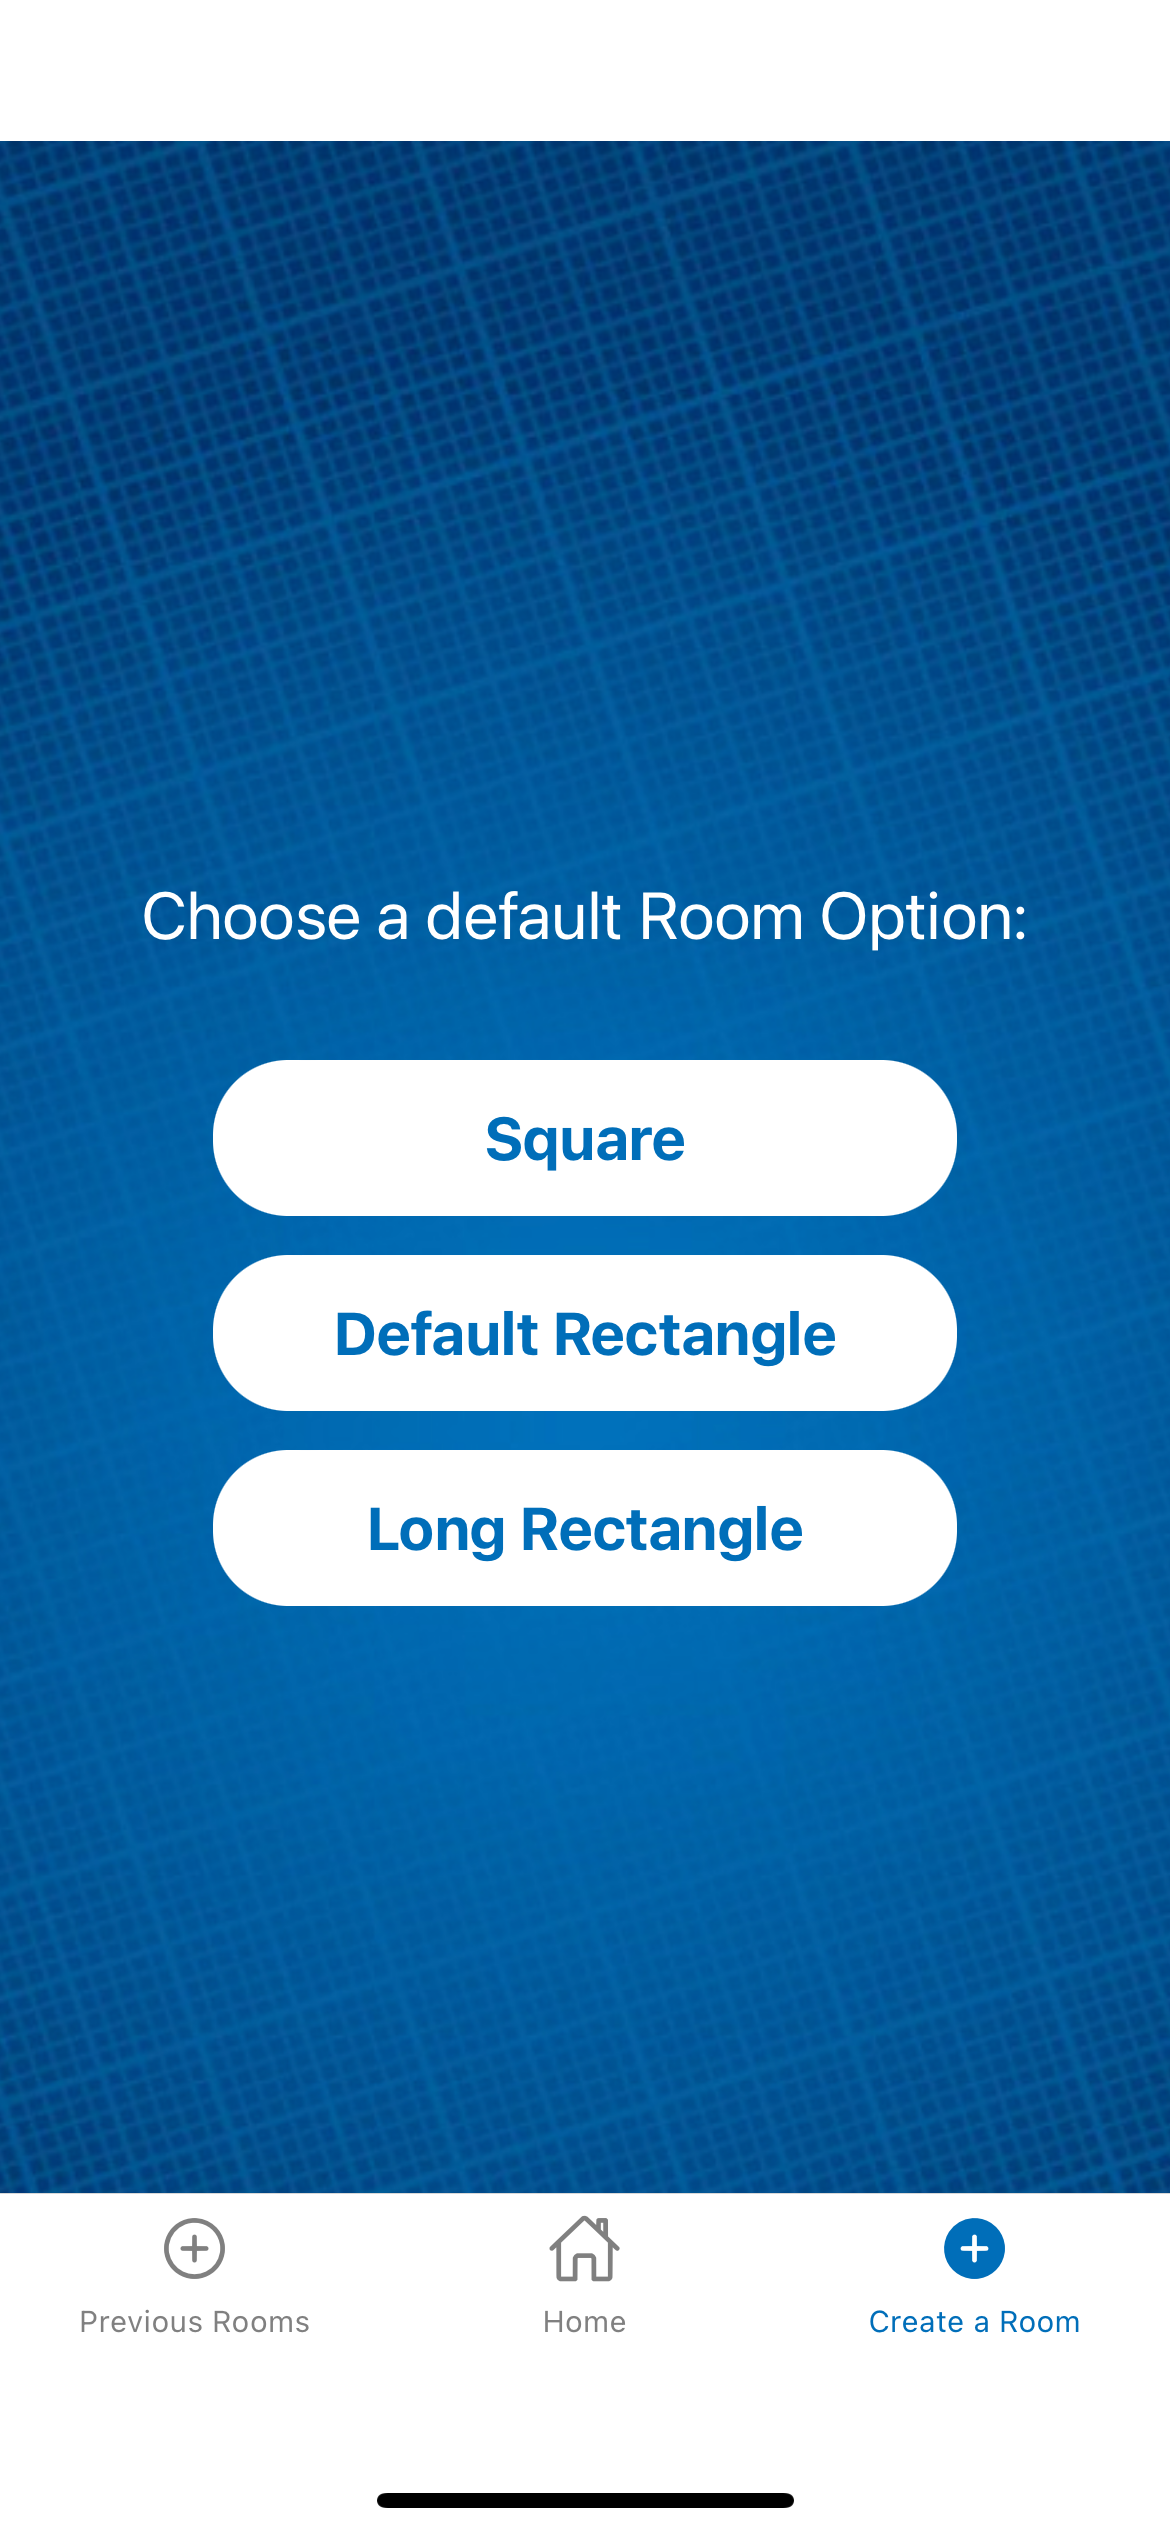 Choose a default Room Option:
Square
Default Rectangle
Long Rectangle
Previous Rooms
Home
Create a Room